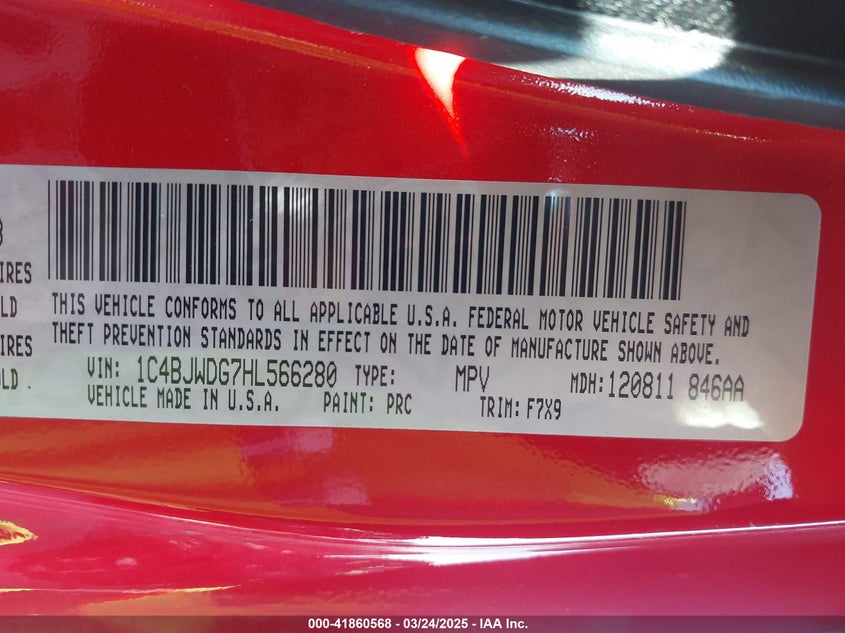 8
IRES
LD
IRES
OLD.
THIS VEHICLE CONFORMS TO ALL APPLICABLE U.S.A. FEDERAL MOTOR VEHICLE SAFETY AND
THEFT PREVENTION STANDARDS IN EFFECT ON THE DATE OF MANUFACTURE SHOWN ABOVE.
VIN: 1C4BJWDG7HL566280 TYPE: MPV MDH:120811 846AA
VEHICLE MADE IN U.S.A. PAINT: PRC TRIM: F7X9
000-41860568 - 03/24/2025 - IAA Inc.